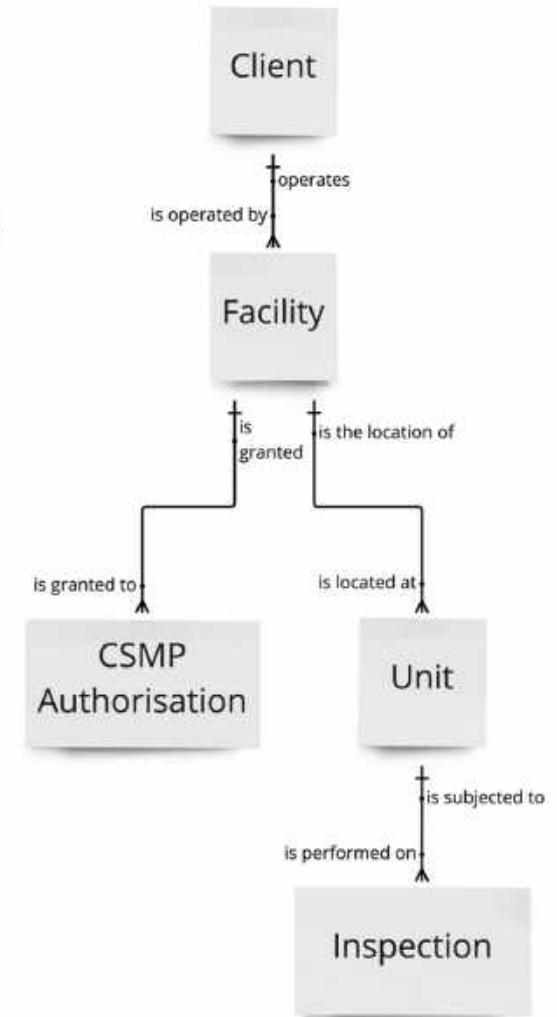 Client
operates
is operated by
Facility
is
granted
is the location of
is granted to
is located at
CSMP
Authorisation
Unit
is subjected to
is performed on
Inspection